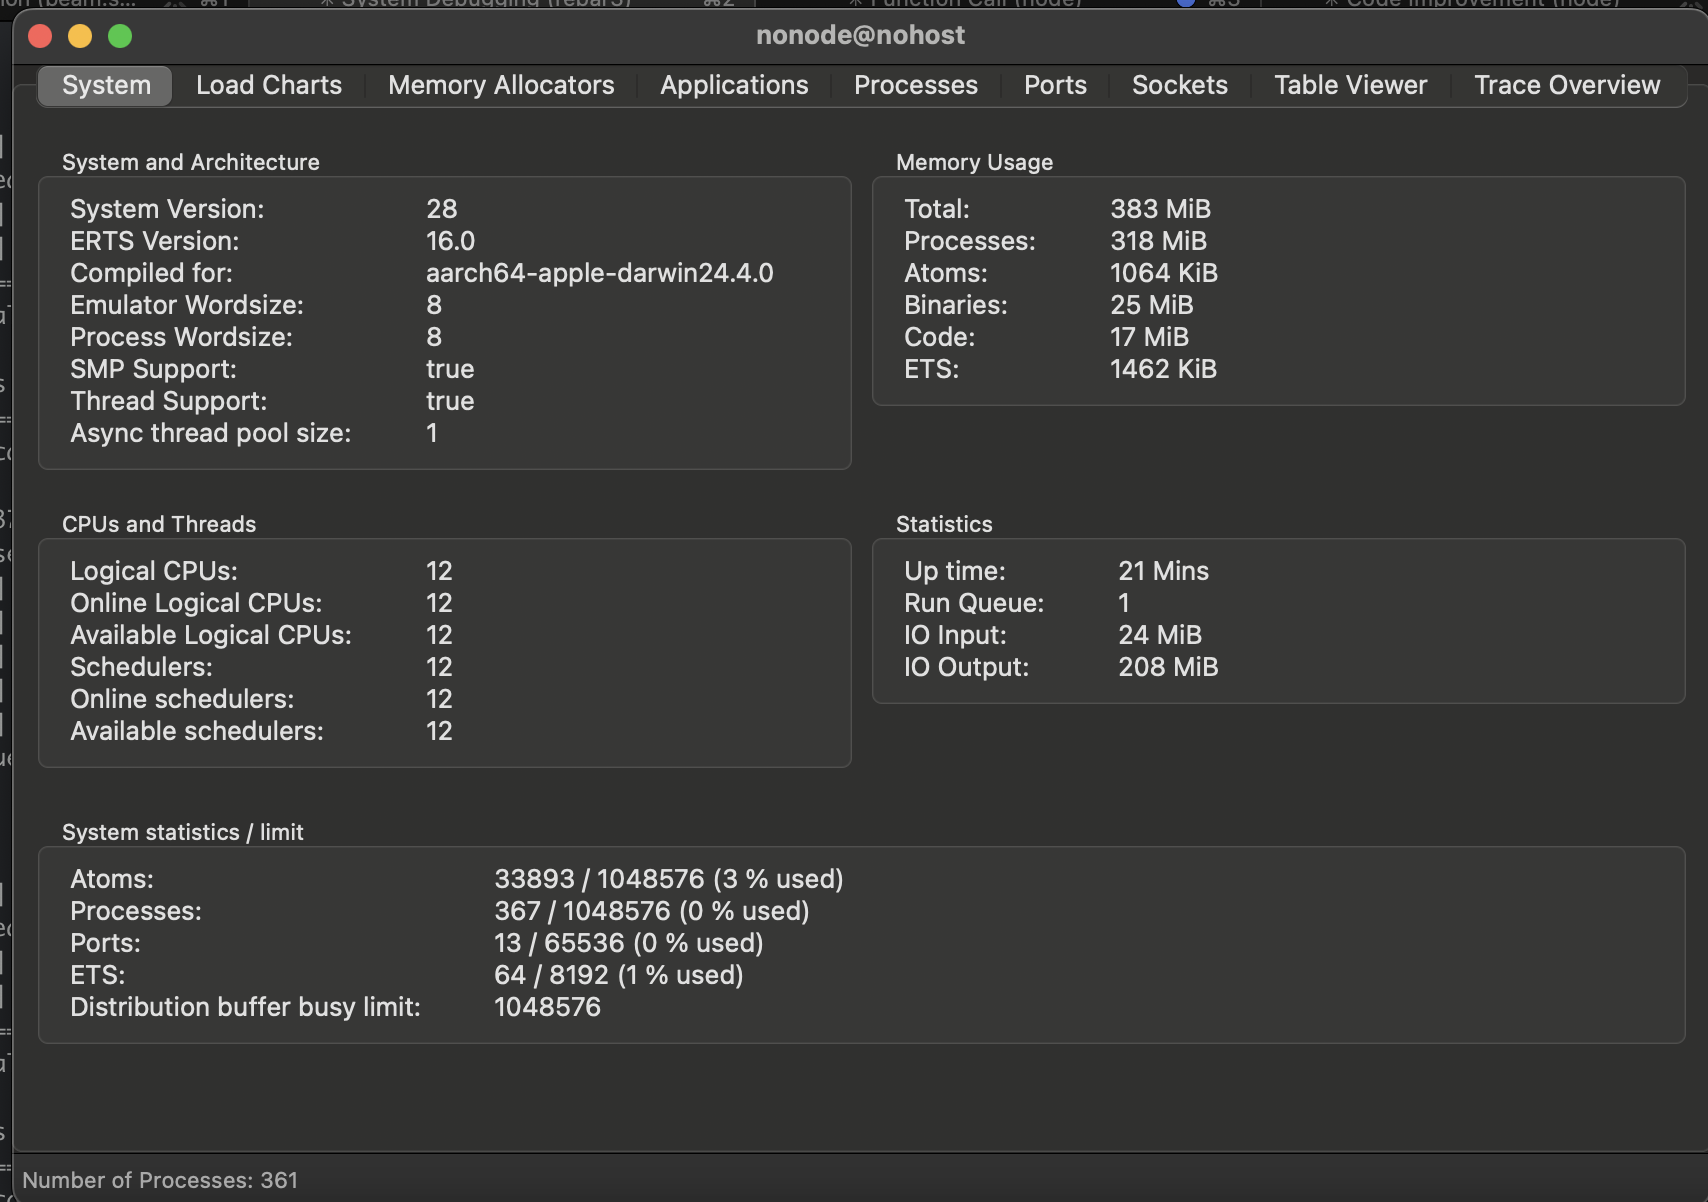 nonode@nohost
System Load Charts Memory Allocators Applications Processes Ports Sockets Table Viewer Trace Overview
System and Architecture
System Version: 28
ERTS Version: 16.0
Compiled for: aarch64-apple-darwin24.4.0
Emulator Wordsize: 8
Process Wordsize: 8
SMP Support: true
Thread Support: true
Async thread pool size: 1
Memory Usage
Total: 383 MiB
Processes: 318 MiB
Atoms: 1064 KiB
Binaries: 25 MiB
Code: 17 MiB
ETS: 1462 KiB
CPUs and Threads
Logical CPUs: 12
Online Logical CPUs: 12
Available Logical CPUs: 12
Schedulers: 12
Online schedulers: 12
Available schedulers: 12
Statistics
Up time: 21 Mins
Run Queue: 1
IO Input: 24 MiB
IO Output: 208 MiB
System statistics / limit
Atoms: 33893 / 1048576 (3 % used)
Processes: 367 / 1048576 (0 % used)
Ports: 13 / 65536 (0 % used)
ETS: 64 / 8192 (1 % used)
Distribution buffer busy limit: 1048576
Number of Processes: 361